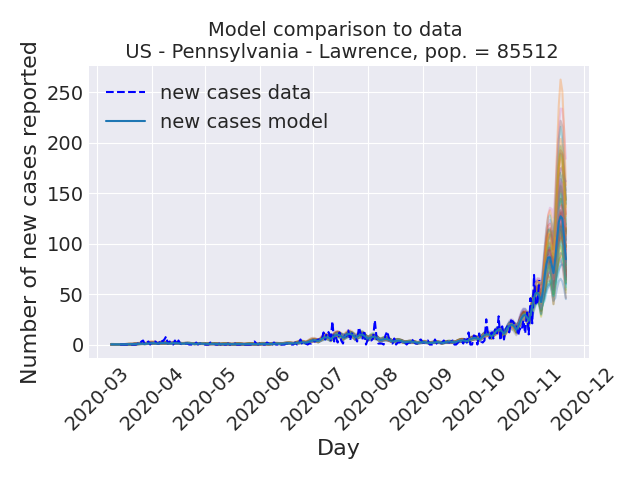 Model comparison to data
US - Pennsylvania - Lawrence, pop. = 85512
Number of new cases reported
250
200
150
100
50
0
new cases data
new cases model
2020-03
2020-04
2020-05
2020-06
2020-07
2020-08
2020-09
2020-10
2020-11
2020-12
Day